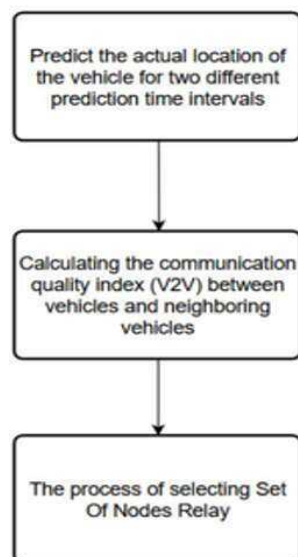 Predict the actual location of
the vehicle for two different
prediction time intervals
Calculating the communication
quality index (V2V) between
vehicles and neighboring
vehicles
The process of selecting Set
Of Nodes Relay